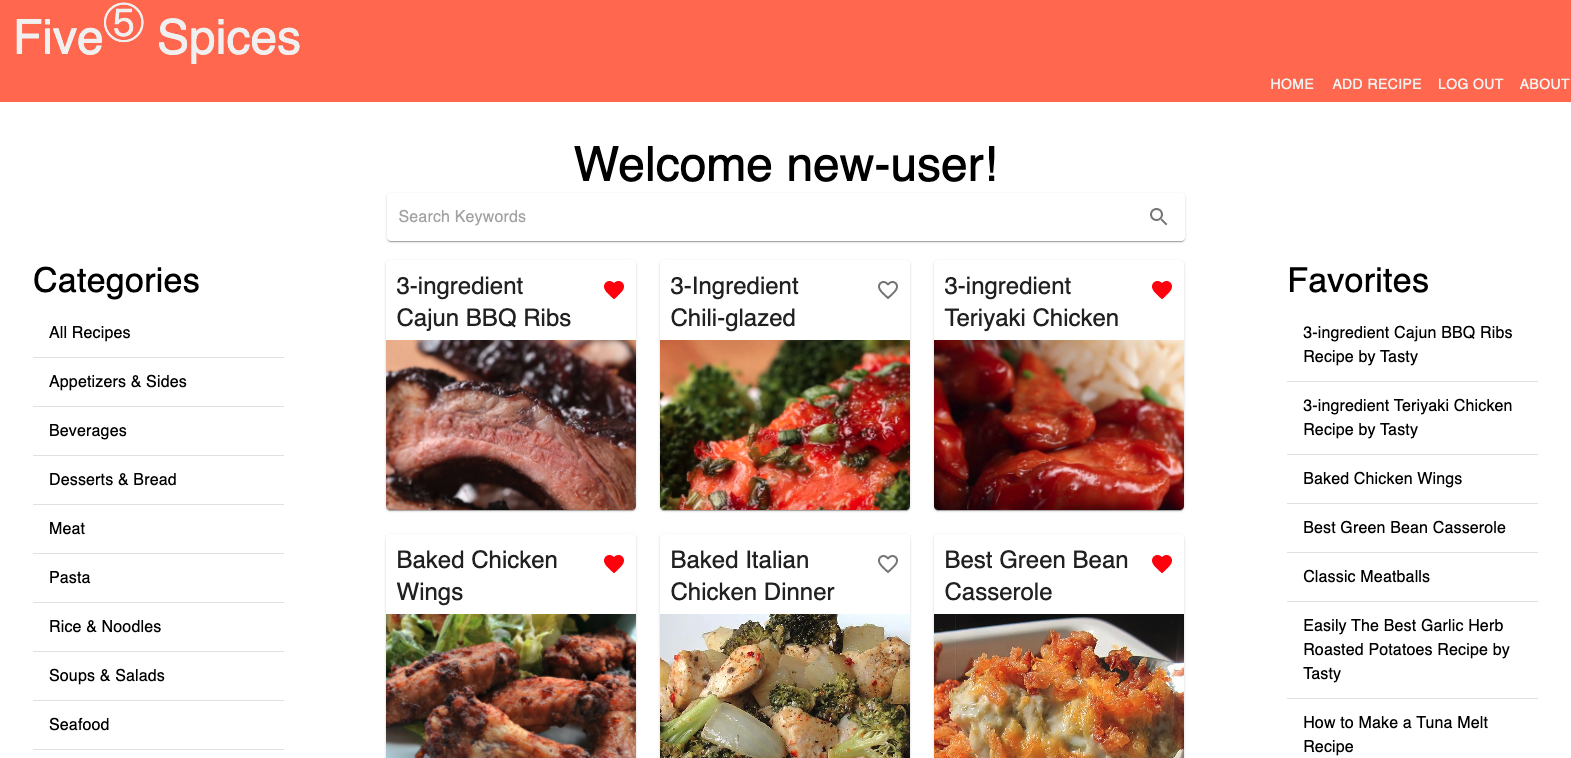 Five⑤ Spices
HOME ADD RECIPE LOG OUT ABOUT
Welcome new-user!
Search Keywords
Categories
All Recipes
Appetizers & Sides
Beverages
Desserts & Bread
Meat
Pasta
Rice & Noodles
Soups & Salads
Seafood
3-ingredient
Cajun BBQ Ribs
3-Ingredient
Chili-glazed
3-ingredient
Teriyaki Chicken
Baked Chicken
Wings
Baked Italian
Chicken Dinner
Best Green Bean
Casserole
Favorites
3-ingredient Cajun BBQ Ribs
Recipe by Tasty
3-ingredient Teriyaki Chicken
Recipe by Tasty
Baked Chicken Wings
Best Green Bean Casserole
Classic Meatballs
Easily The Best Garlic Herb
Roasted Potatoes Recipe by
Tasty
How to Make a Tuna Melt
Recipe